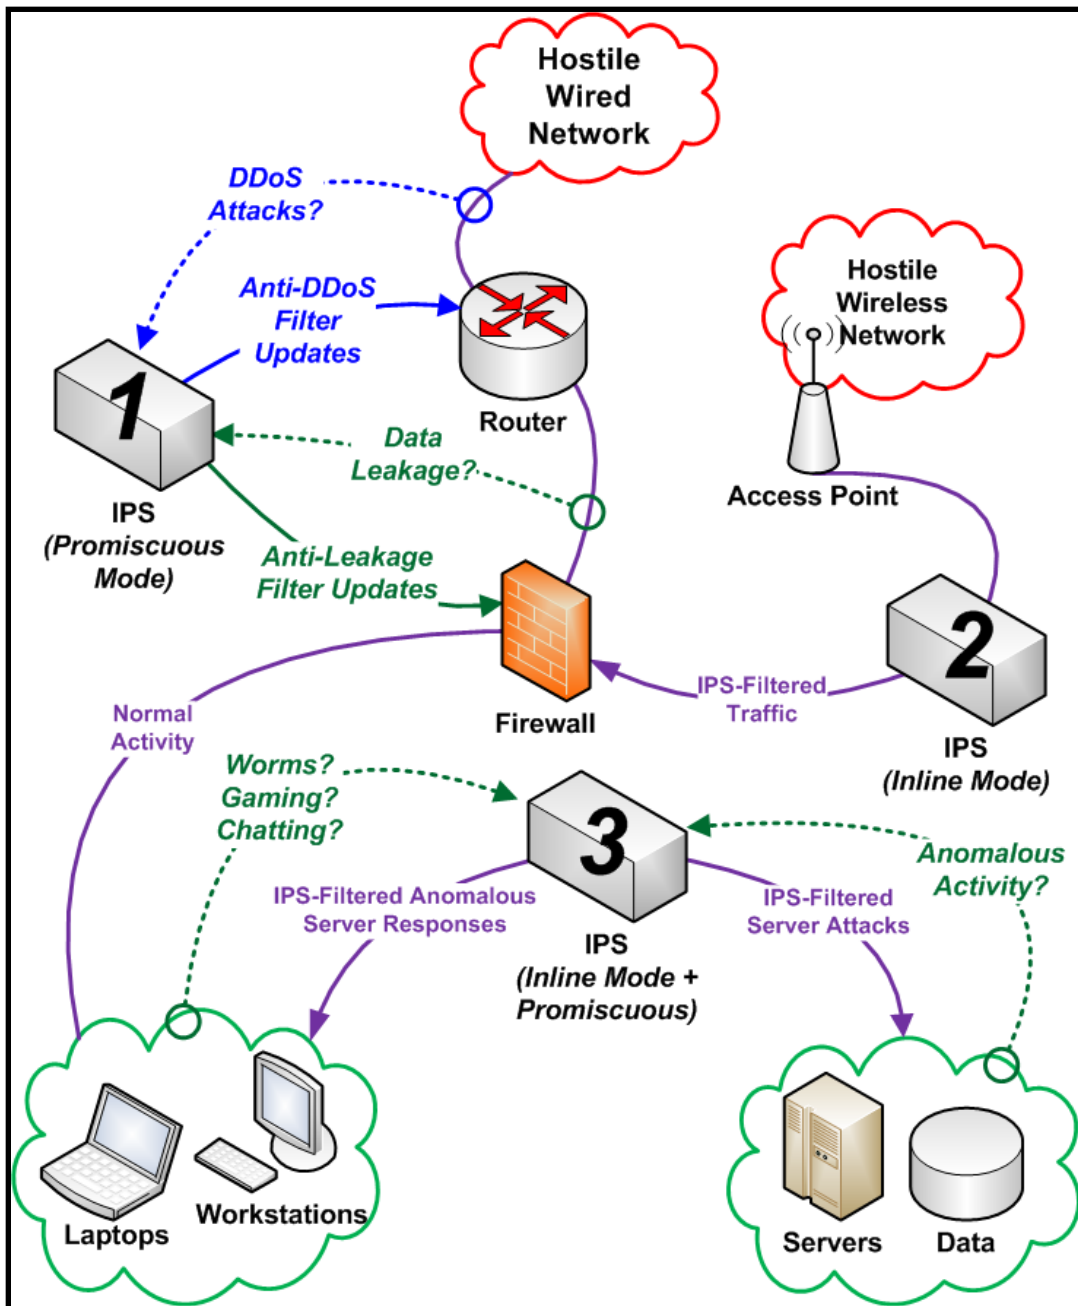 Hostile
Wired
Network
DDoS
Attacks?
Anti-DDoS
Filter
Updates
Hostile
Wireless
Network
1
Router
Data
Leakage?
Access Point
IPS
(Promiscuous
Mode)
Anti-Leakage
Filter Updates
2
IPS-Filtered
Traffic
Firewall
Normal
Activity
IPS
(Inline Mode)
Worms?
Gaming?
Chatting?
3
Anomalous
Activity?
IPS-Filtered Anomalous
Server Responses
IPS-Filtered
Server Attacks
IPS
(Inline Mode +
Promiscuous)
Laptops
Workstations
Servers
Data